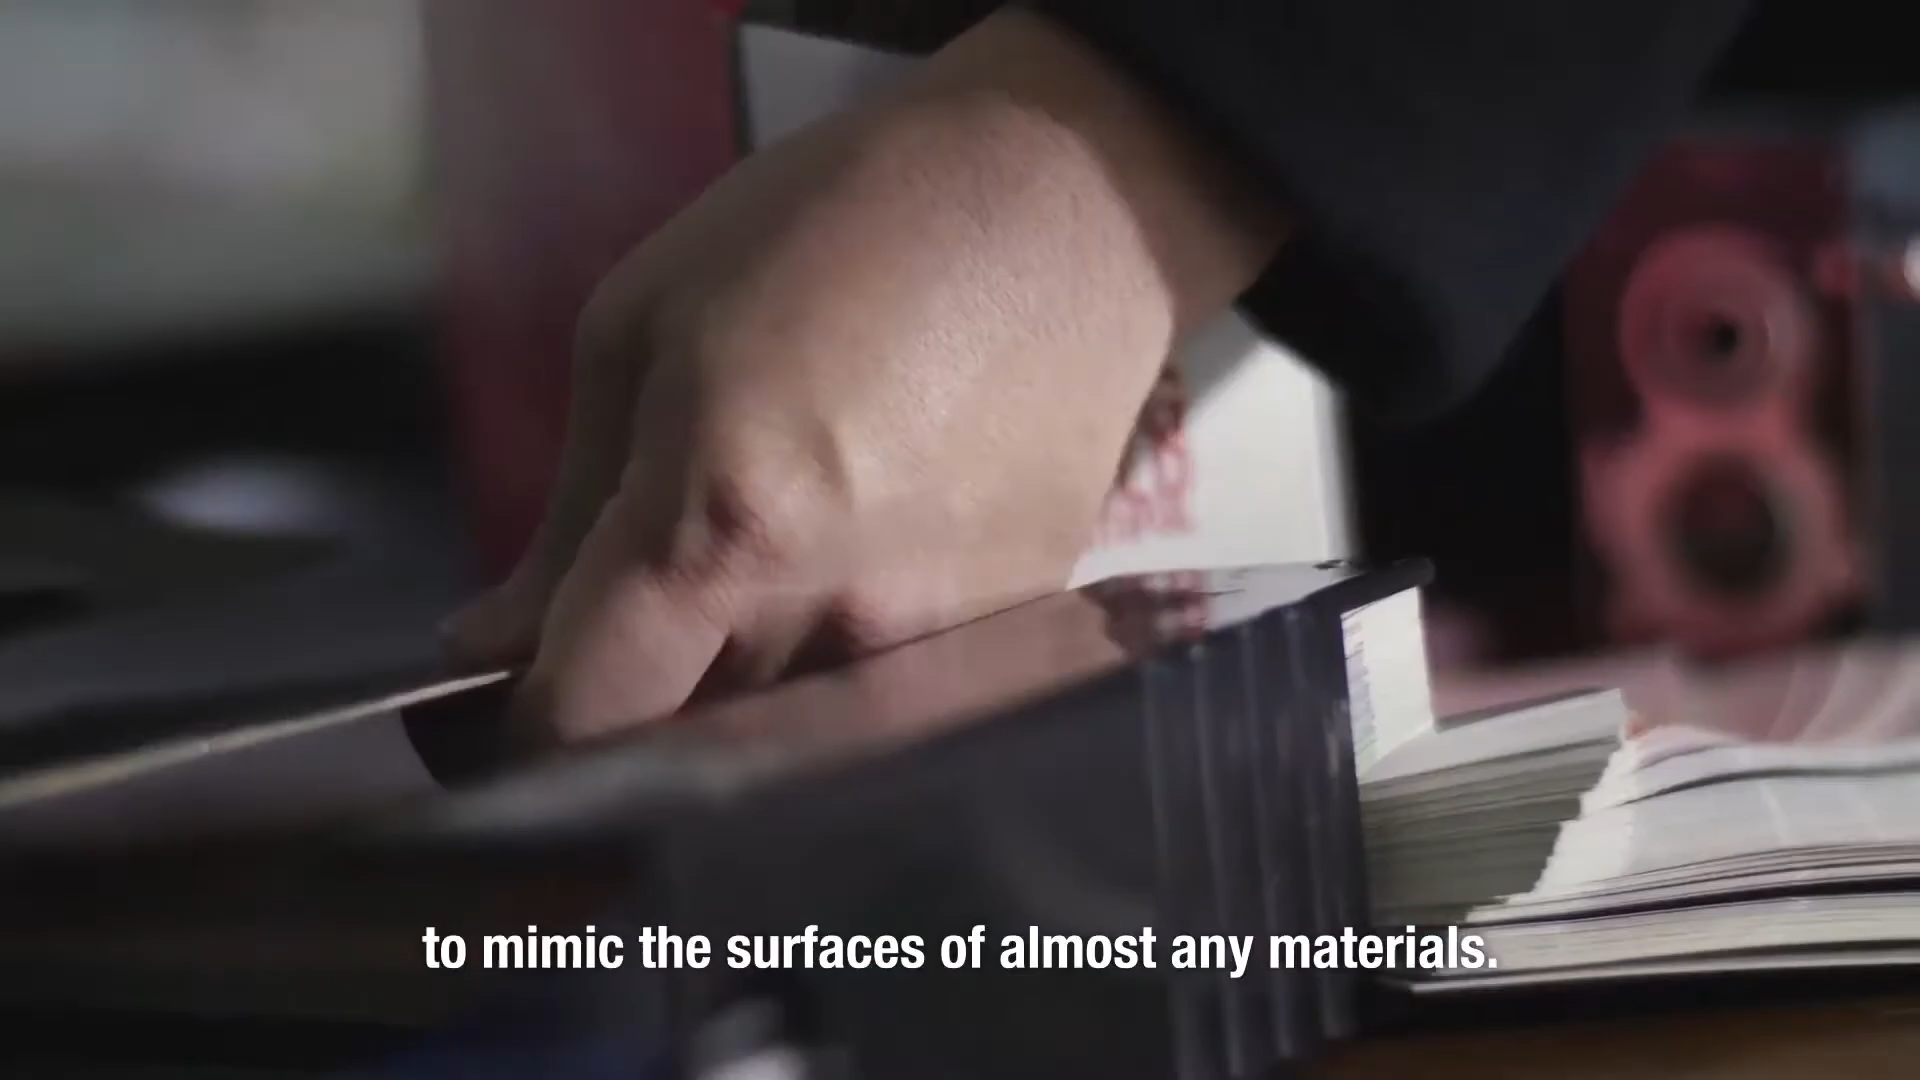 to mimic the surfaces of almost any materials.